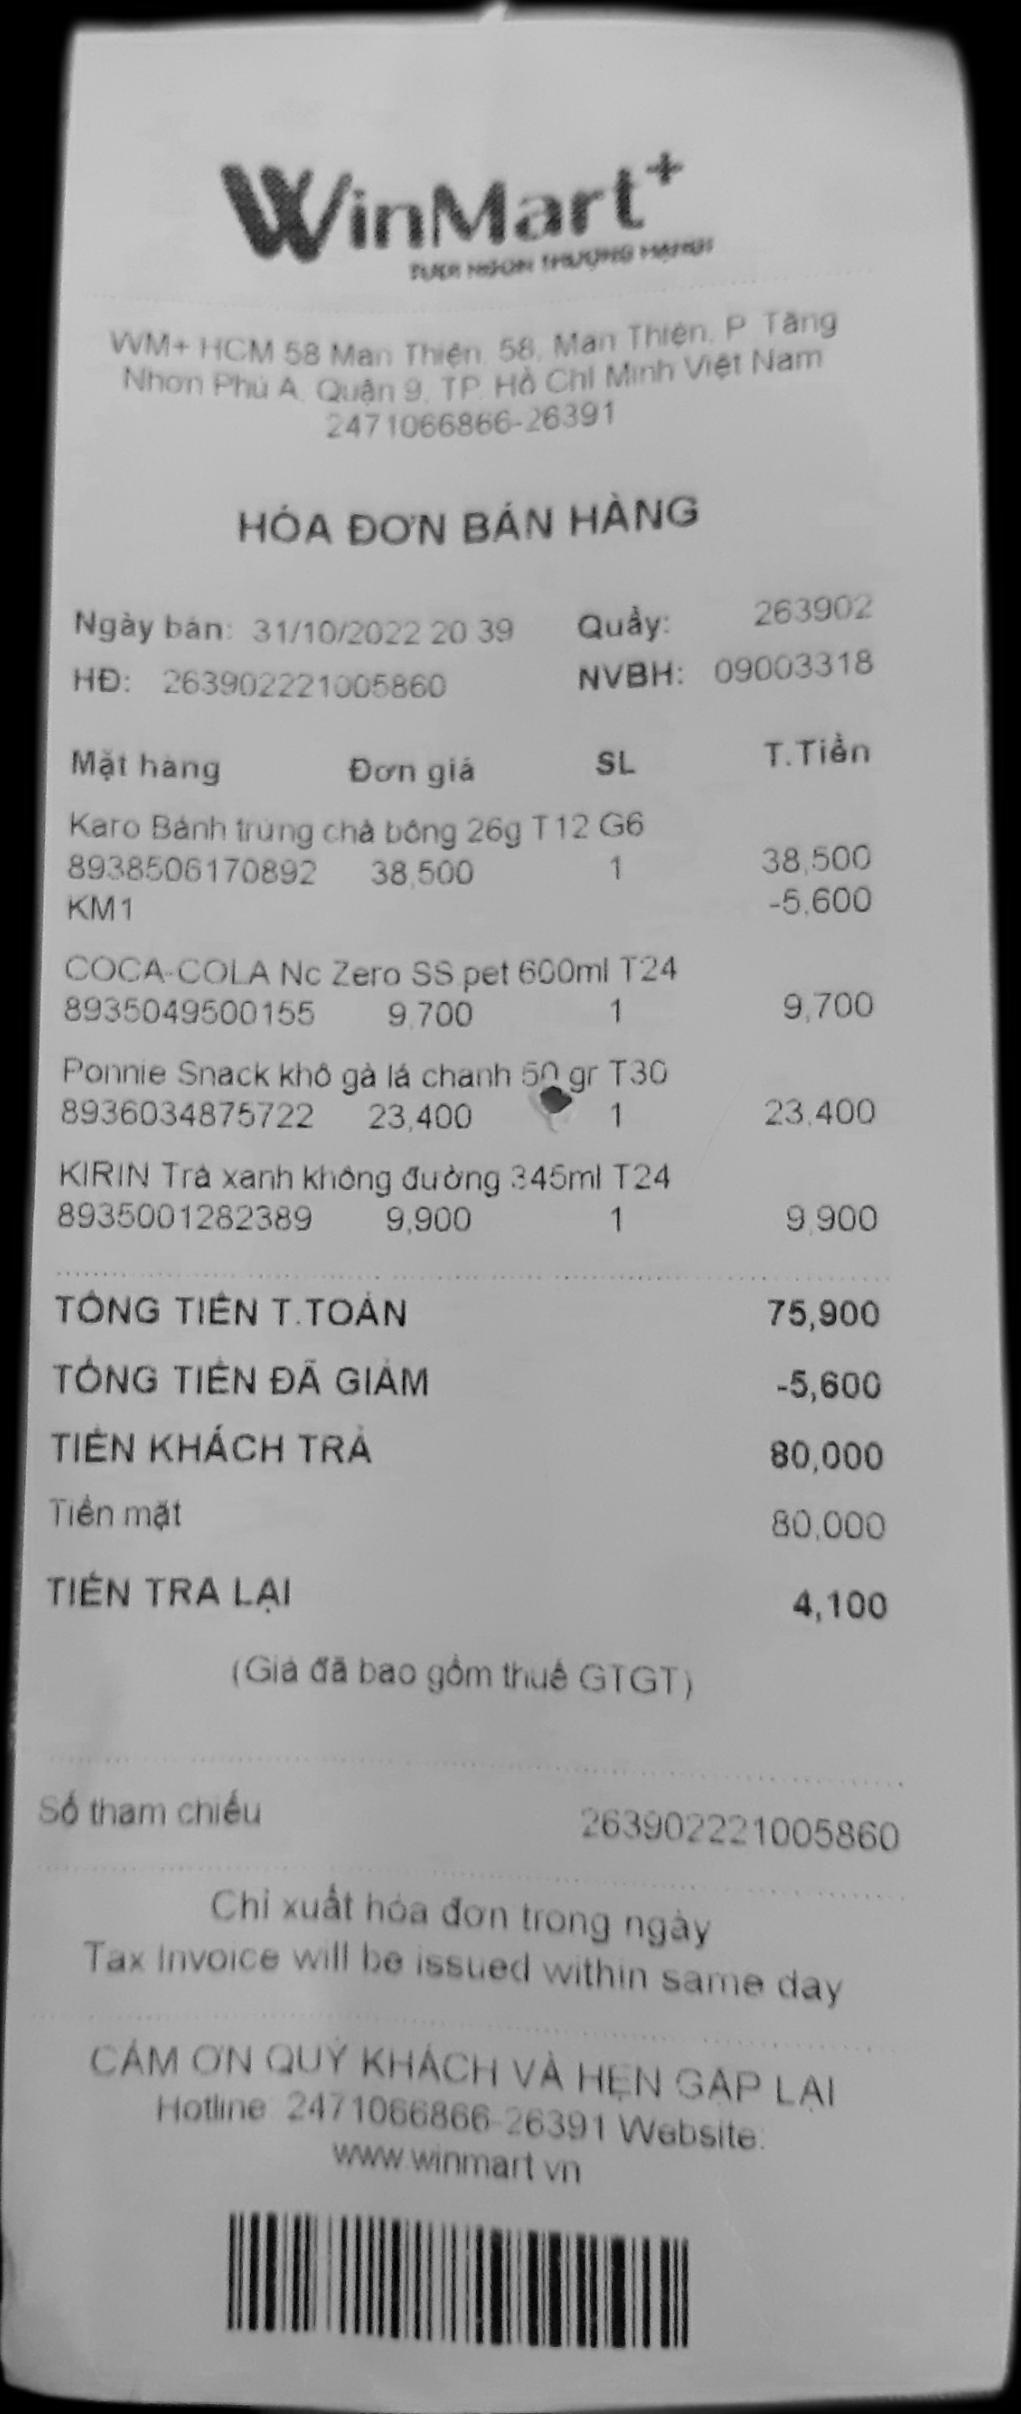 WinMart+
TƯƠI NGON THƯỢNG HẠNG!
WM+ HCM 58 Man Thiện, 58, Man Thiện, P. Tăng
Nhơn Phú A, Quận 9, TP. Hồ Chí Minh Việt Nam
2471066866-26391
HÓA ĐƠN BÁN HÀNG
Ngày bán: 31/10/2022 20:39 Quầy: 263902
HĐ: 263902221005860 NVBH: 09003318
Mặt hàng Đơn giá SL T.Tiền
Karo Bánh trứng chà bông 26g T12 G6
8938506170892 38,500 1 38,500
KM1 -5,600
COCA-COLA Nc Zero SS pet 600ml T24
8935049500155 9,700 1 9,700
Ponnie Snack khô gà lá chanh 50 gr T30
8936034875722 23,400 1 23,400
KIRIN Trà xanh không đường 345ml T24
8935001282389 9,900 1 9,900
TỔNG TIỀN T.TOÁN 75,900
TỔNG TIỀN ĐÃ GIẢM -5,600
TIỀN KHÁCH TRẢ 80,000
Tiền mặt 80,000
TIỀN TRẢ LẠI 4,100
(Giá đã bao gồm thuế GTGT)
Số tham chiếu 263902221005860
Chỉ xuất hóa đơn trong ngày
Tax Invoice will be issued within same day
CẢM ƠN QUÝ KHÁCH VÀ HẸN GẶP LẠI
Hotline: 2471066866-26391 Website:
www.winmart.vn